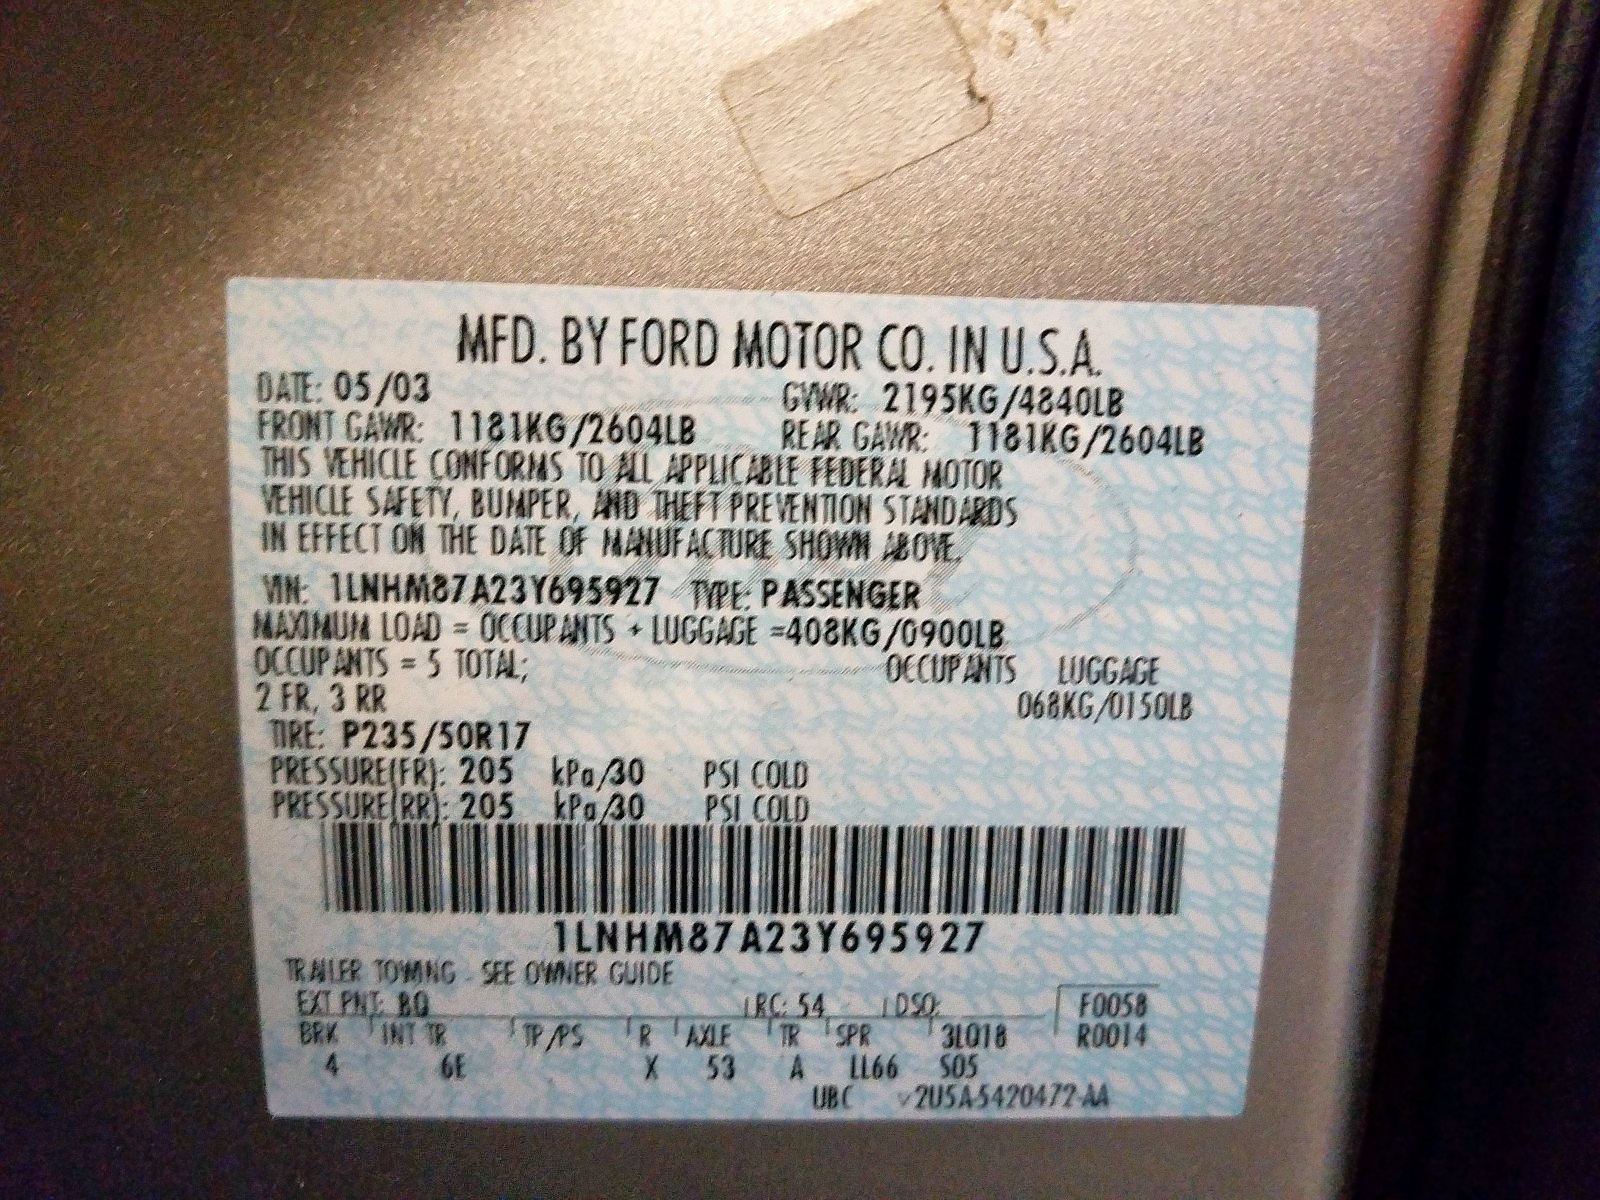 MFD. BY FORD MOTOR CO. IN U.S.A.
DATE: 05/03 GVWR: 2195KG/4840LB
FRONT GAWR: 1181KG/2604LB REAR GAWR: 1181KG/2604LB
THIS VEHICLE CONFORMS TO ALL APPLICABLE FEDERAL MOTOR
VEHICLE SAFETY, BUMPER, AND THEFT PREVENTION STANDARDS
IN EFFECT ON THE DATE OF MANUFACTURE SHOWN ABOVE.
VIN: 1LNHM87A23Y695927 TYPE: PASSENGER
MAXIMUM LOAD = OCCUPANTS + LUGGAGE =408KG/0900LB
OCCUPANTS = 5 TOTAL; OCCUPANTS LUGGAGE
2 FR, 3 RR 068KG/0150LB
TIRE: P235/50R17
PRESSURE(FR): 205 kPa/30 PSI COLD
PRESSURE(RR): 205 kPa/30 PSI COLD
1LNHM87A23Y695927
TRAILER TOWING - SEE OWNER GUIDE
EXT PNT: BQ RC: 54 DSO: F0058
BRK INT TR TP/PS R AXLE TR SPR 3LQ18 R0014
4 6E X 53 A LL66 S05
UBC 2U5A-5420472-AA